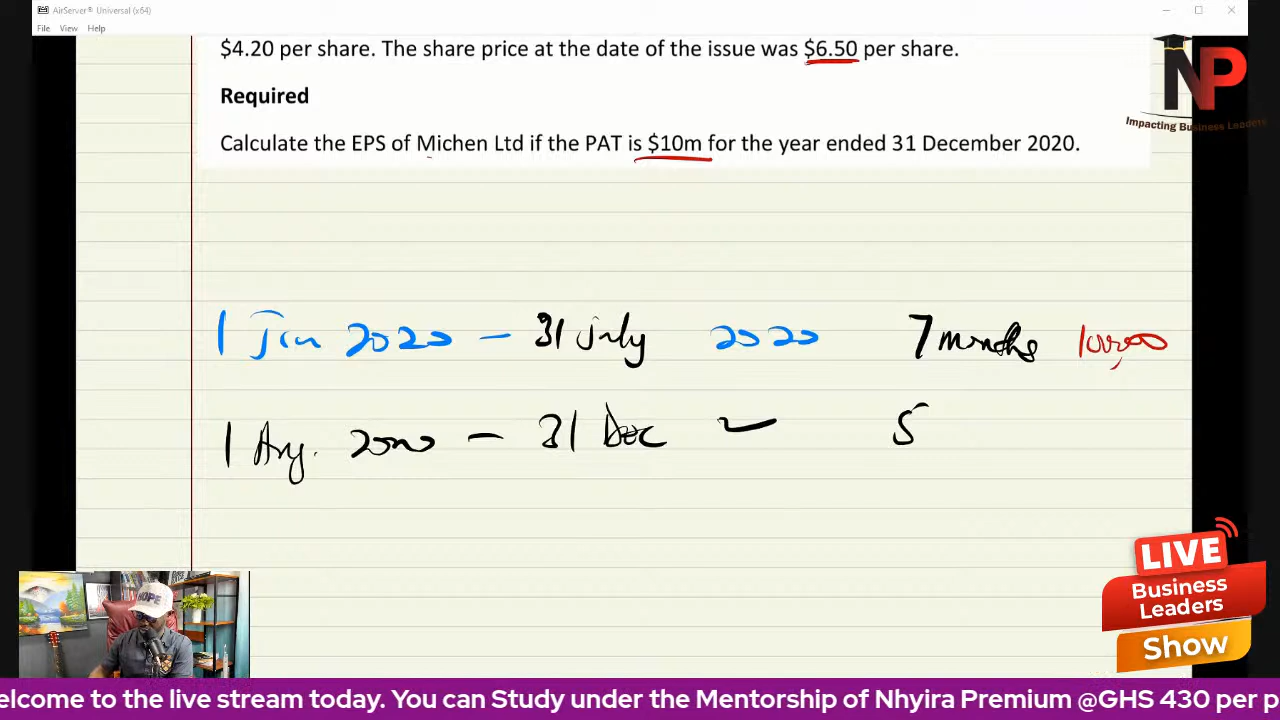 AirServer Universal (x64)
File View Help
$4.20 per share. The share price at the date of the issue was $6.50 per share.
Required
Calculate the EPS of Michen Ltd if the PAT is $10m for the year ended 31 December 2020.
NP
Impacting Business Leaders
1 Jan 2020 – 31 July 2020 7 months
1 Aug. 2020 – 31 Dec 5
NOPE
LIVE
Business
Leaders
Show
elcome to the live stream today. You can Study under the Mentorship of Nhyira Premium @GHS 430 per p